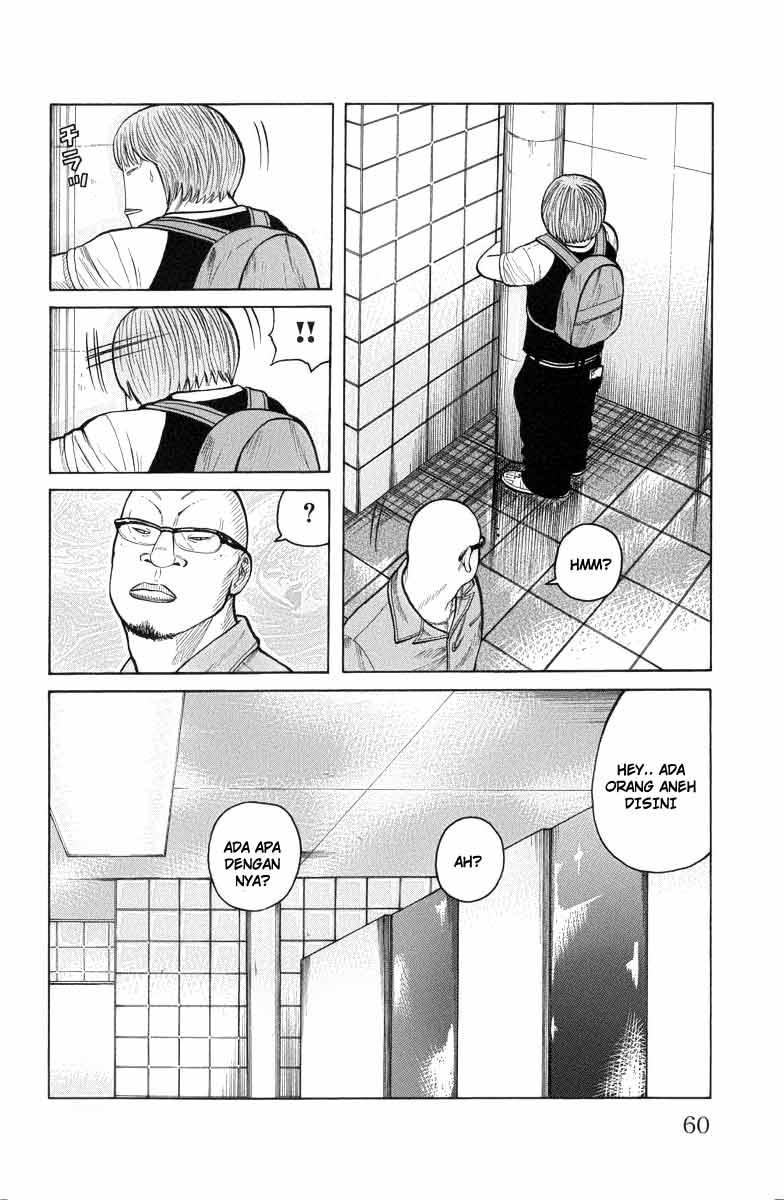 HMM?
チラッ
!!
?
HEY.. ADA
ORANG ANEH
DISINI
AH?
ADA APA
DENGAN
NYA?
60